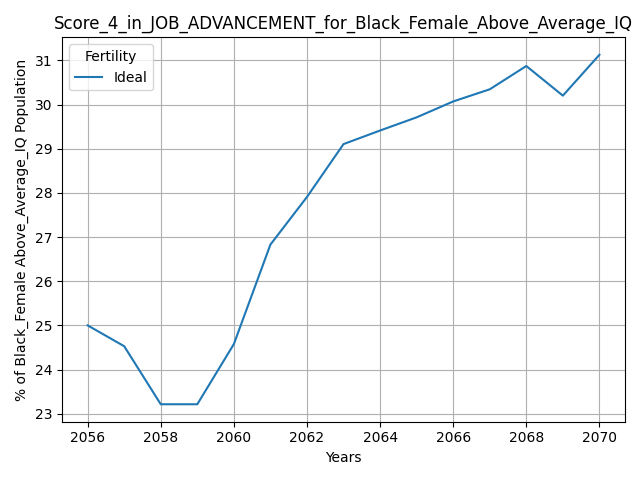 Score_4_in_JOB_ADVANCEMENT_for_Black_Female_Above_Average_IQ
Fertility
Ideal
% of Black_Female Above_Average_IQ Population
31
30
29
28
27
26
25
24
23
2056 2058 2060 2062 2064 2066 2068 2070
Years